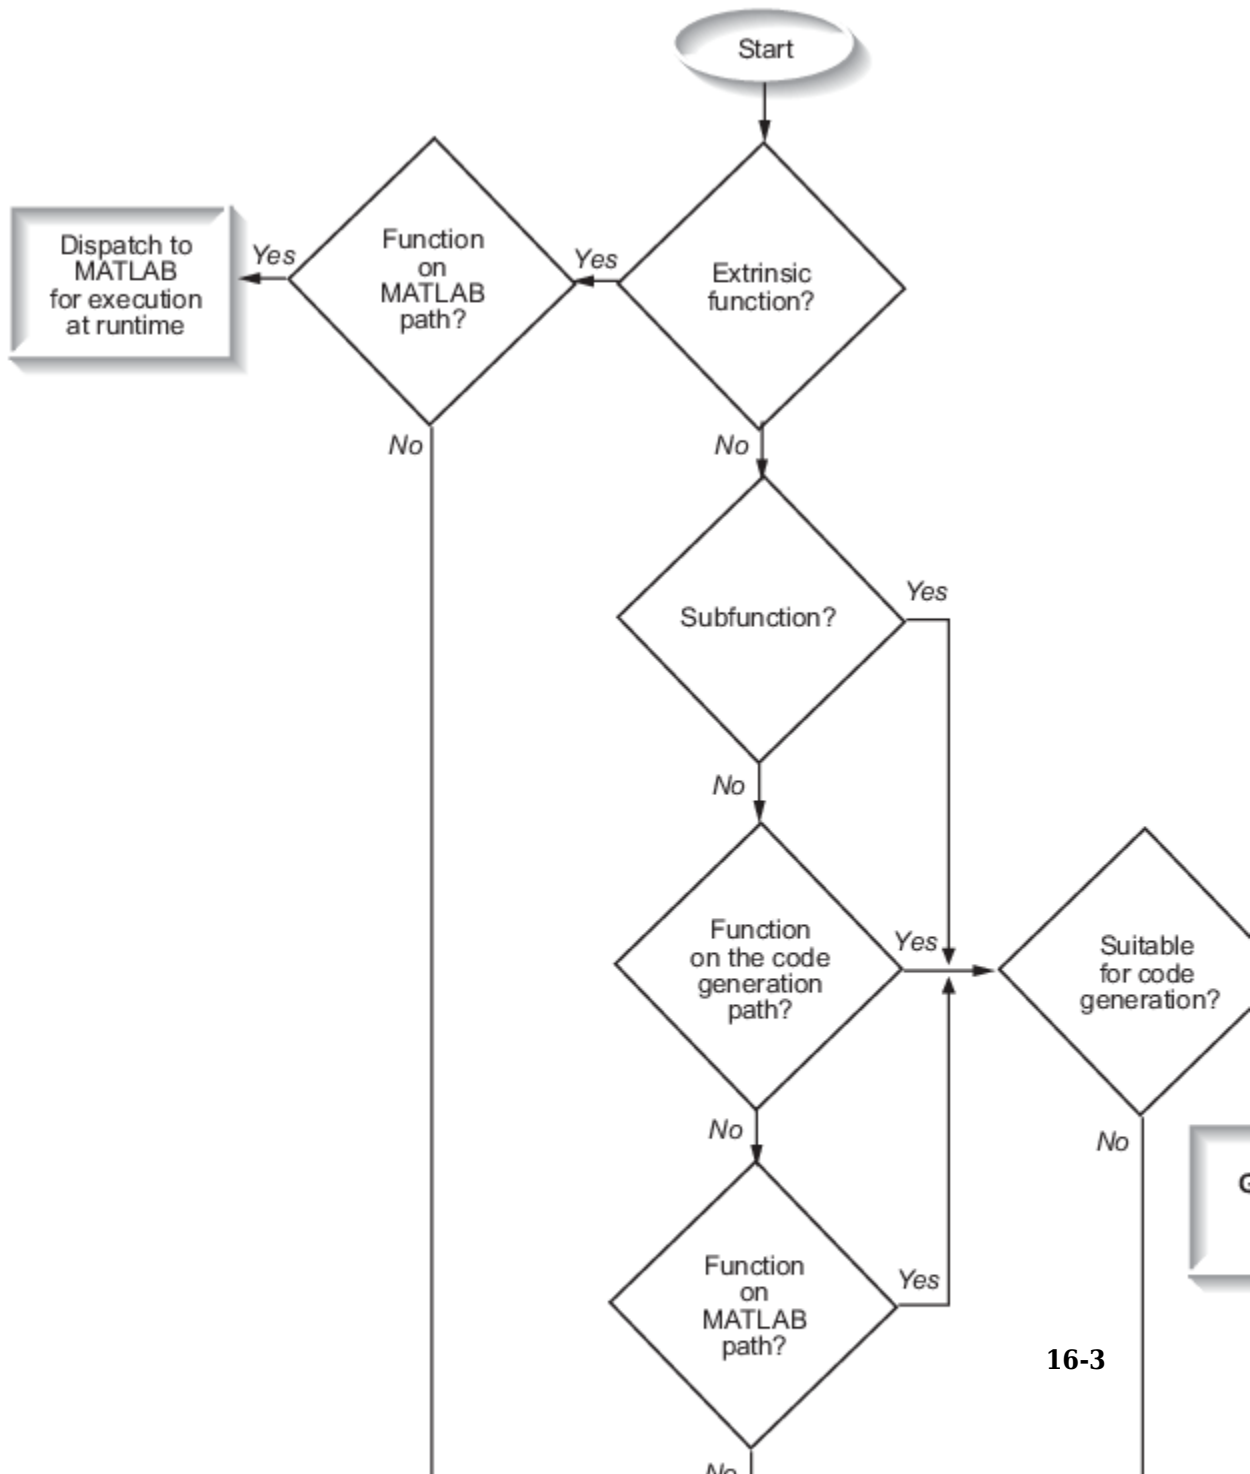 Start
Extrinsic
function?
Yes
Function
on
MATLAB
path?
Yes
Dispatch to
MATLAB
for execution
at runtime
No
No
Subfunction?
Yes
No
Function
on the code
generation
path?
Yes
Suitable
for code
generation?
No
No
G
Function
on
MATLAB
path?
Yes
16-3
No